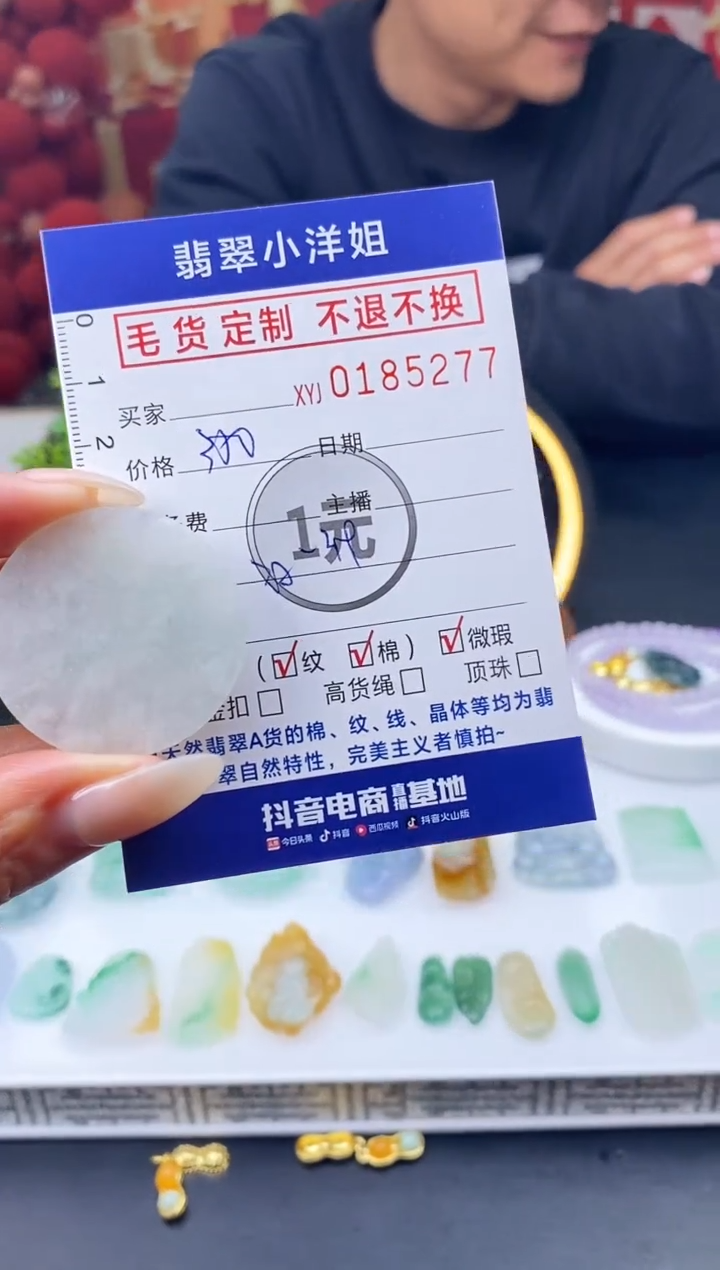 翡翠小洋姐
毛货定制 不退不换
0
1
2
XYJ 0185277
买家
价格 300 日期
费 主播
1元
(☑纹 ☑棉) ☑微瑕
金扣☐ 高货绳☐ 顶珠☐
天然翡翠A货的棉、纹、线、晶体等均为翡
翠自然特性，完美主义者慎拍~
抖音电商直播基地
头条 今日头条 抖音 西瓜视频 抖音火山版